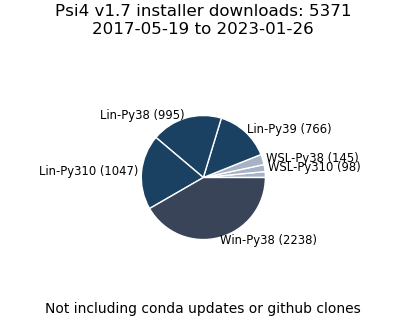 Psi4 v1.7 installer downloads: 5371
2017-05-19 to 2023-01-26
Lin-Py38 (995)
Lin-Py39 (766)
WSL-Py38 (145)
WSL-Py310 (98)
Lin-Py310 (1047)
Win-Py38 (2238)
Not including conda updates or github clones